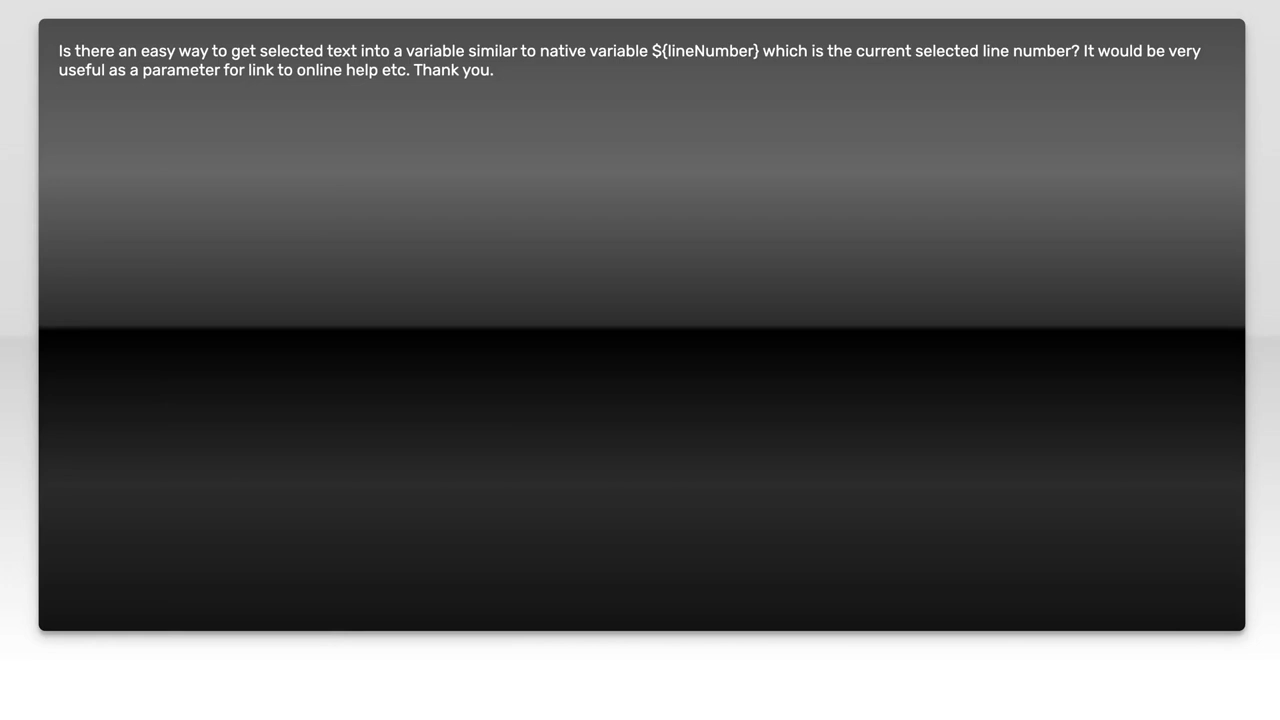 Is there an easy way to get selected text into a variable similar to native variable ${lineNumber} which is the current selected line number? It would be very
useful as a parameter for link to online help etc. Thank you.